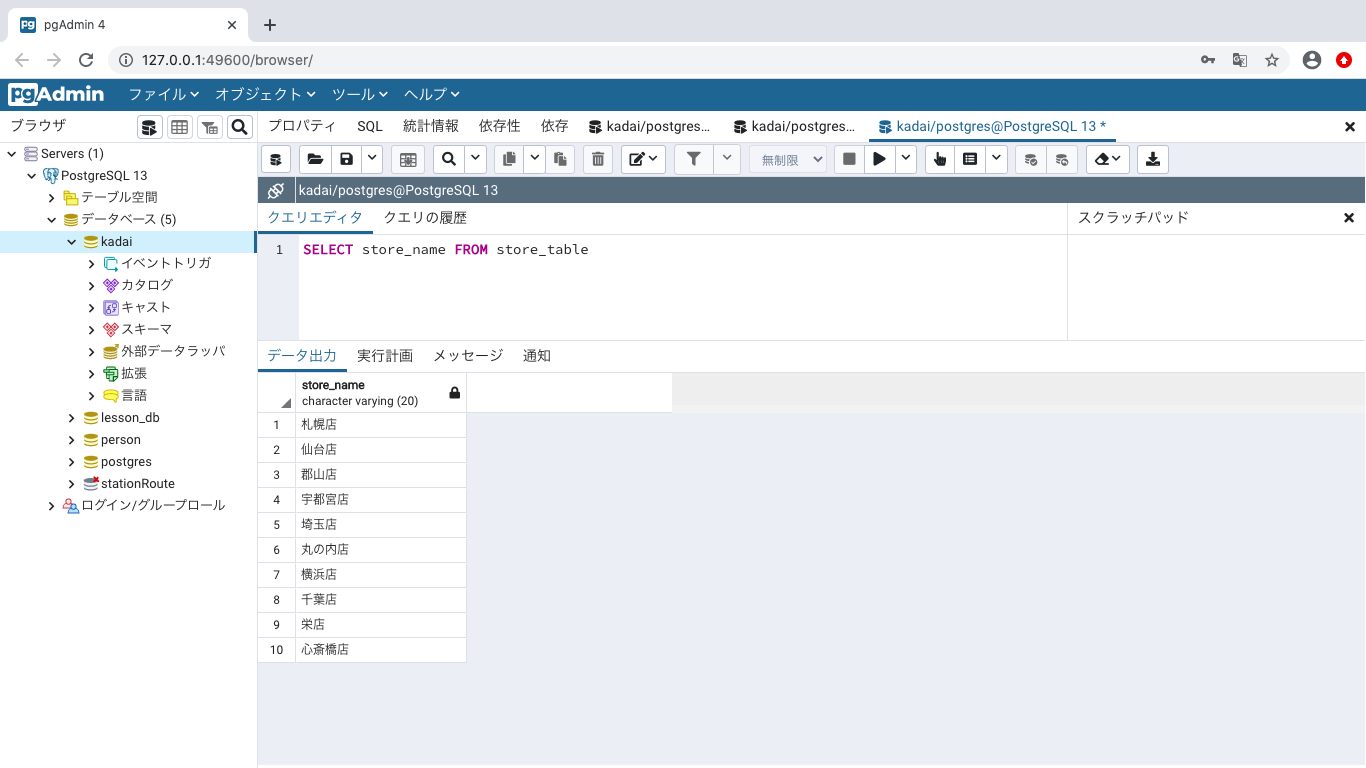 pgAdmin 4
127.0.0.1:49600/browser/
pgAdmin ファイル オブジェクト ツール ヘルプ
ブラウザ
プロパティ SQL 統計情報 依存性 依存 kadai/postgres... kadai/postgres... kadai/postgres@PostgreSQL 13 *
Servers (1)
PostgreSQL 13
テーブル空間
データベース (5)
kadai
イベントトリガ
カタログ
キャスト
スキーマ
外部データラッパ
拡張
言語
lesson_db
person
postgres
stationRoute
ログイン/グループロール
無制限
kadai/postgres@PostgreSQL 13
クエリエディタ クエリの履歴
スクラッチパッド
1 SELECT store_name FROM store_table
データ出力 実行計画 メッセージ 通知
store_name
character varying (20)
1 札幌店
2 仙台店
3 郡山店
4 宇都宮店
5 埼玉店
6 丸の内店
7 横浜店
8 千葉店
9 栄店
10 心斎橋店